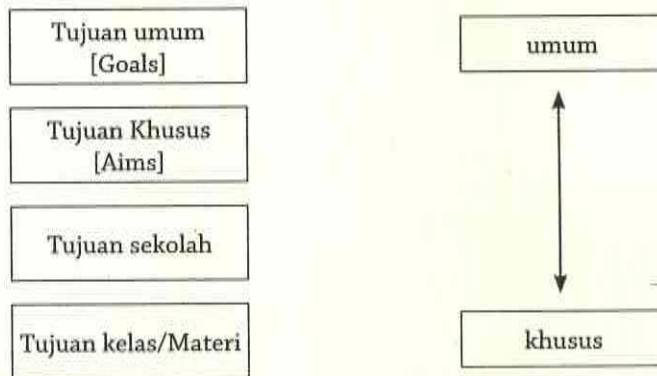 Tujuan umum
[Goals]
Tujuan Khusus
[Aims]
Tujuan sekolah
Tujuan kelas/Materi
umum
khusus